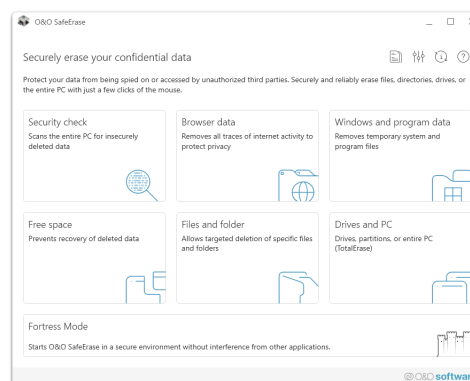 O&O SafeErase
Securely erase your confidential data
Protect your data from being spied on or accessed by unauthorized third parties. Securely and reliably erase files, directories, drives, or
the entire PC with just a few clicks of the mouse.
Security check
Scans the entire PC for insecurely
deleted data
Browser data
Removes all traces of internet activity to
protect privacy
Windows and program data
Removes temporary system and
program files
Free space
Prevents recovery of deleted data
Files and folder
Allows targeted deletion of specific files
and folders
Drives and PC
Drives, partitions, or entire PC
(TotalErase)
Fortress Mode
Starts O&O SafeErase in a secure environment without interference from other applications.
O&O softwar